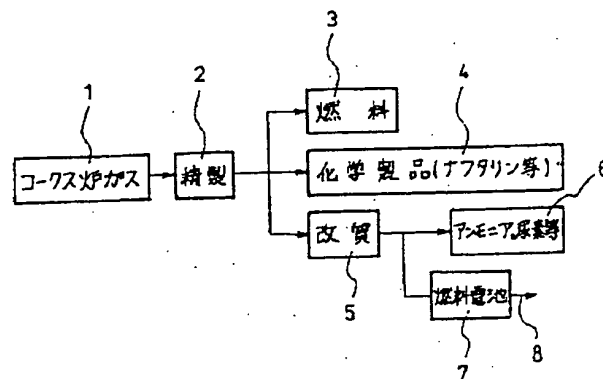 3
燃料
1
2
4
コークス炉ガス
精製
化学製品(ナフタリン等)
6
改質
アンモニア,尿素等
5
燃料電池
7
8